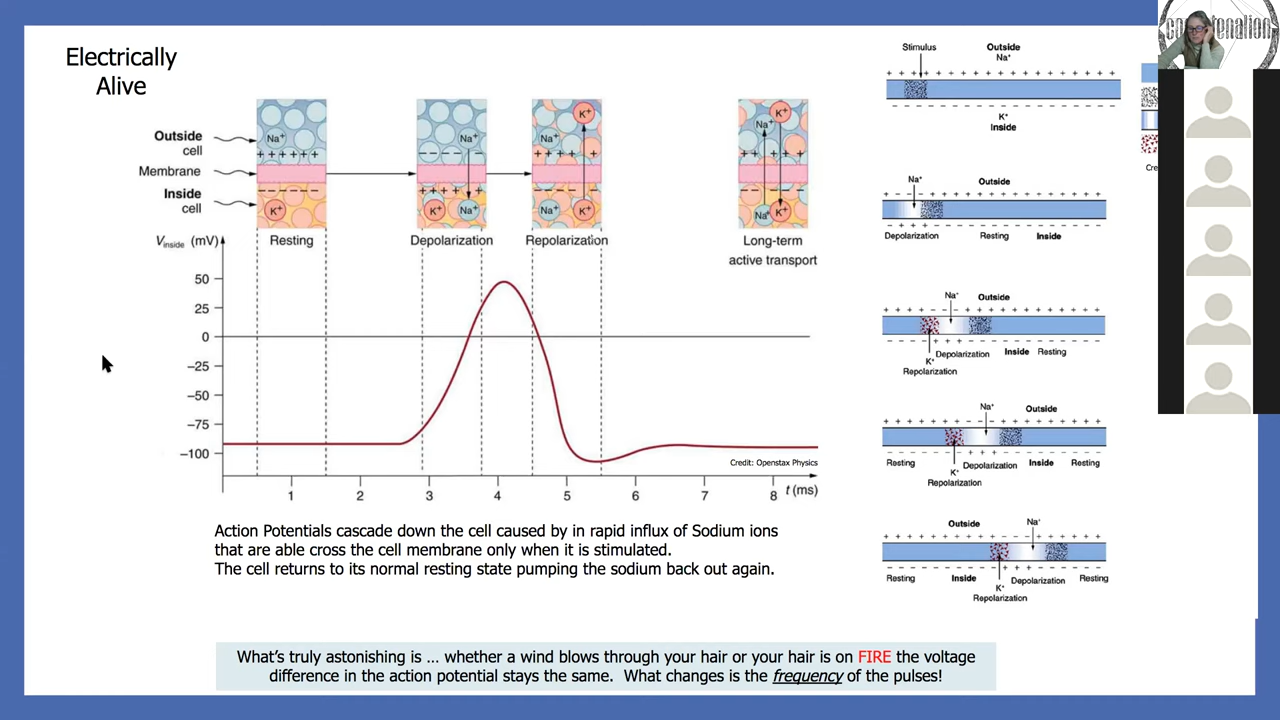 Electrically
Alive
Outside
cell
Membrane
Inside
cell
Na⁺
+ + + + + +
– – – – – –
K⁺
Na⁺
– – – – – –
+ + + + + +
K⁺ Na⁺
K⁺
Na⁺
Na⁺ K⁺
K⁺
Na⁺
Na⁺ K⁺
Resting
Depolarization
Repolarization
Long-term
active transport
V inside (mV)
50
25
0
−25
−50
−75
−100
1 2 3 4 5 6 7 8 t (ms)
Credit: Openstax Physics
Action Potentials cascade down the cell caused by in rapid influx of Sodium ions
that are able cross the cell membrane only when it is stimulated.
The cell returns to its normal resting state pumping the sodium back out again.
What’s truly astonishing is ... whether a wind blows through your hair or your hair is on FIRE the voltage
difference in the action potential stays the same. What changes is the frequency of the pulses!
Stimulus Outside
Na⁺
K⁺
Inside
Na⁺ Outside
Depolarization Resting Inside
Na⁺ Outside
Depolarization Inside Resting
K⁺
Repolarization
Na⁺ Outside
Resting Depolarization Inside Resting
K⁺
Repolarization
Outside Na⁺
Resting Inside Depolarization Resting
K⁺
Repolarization
Cre